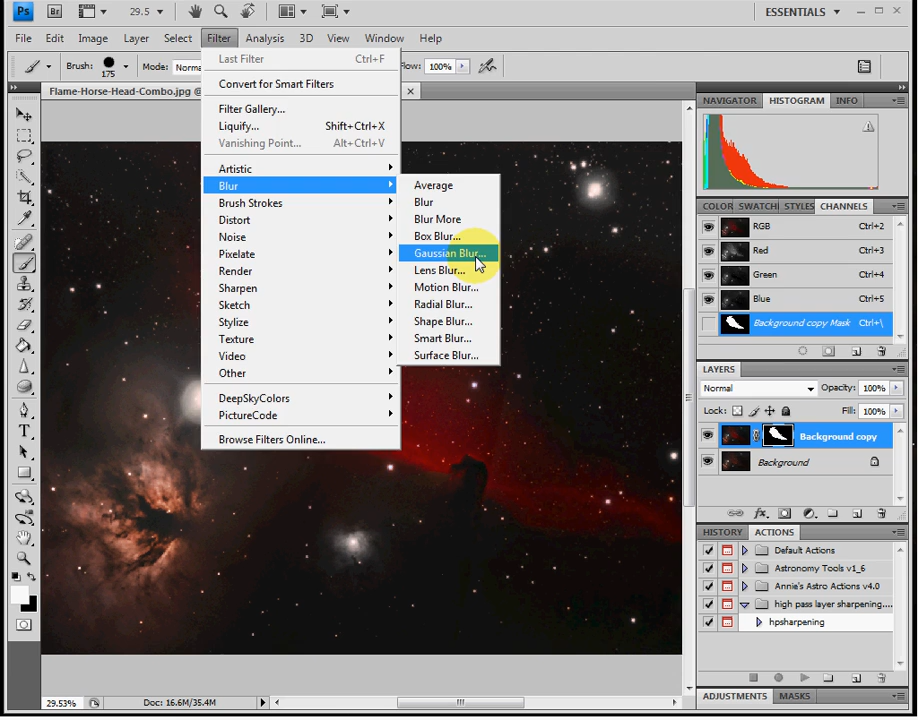 Ps Br 29.5 ESSENTIALS
File Edit Image Layer Select Filter Analysis 3D View Window Help
Brush: 175 Mode: Norma Flow: 100%
Flame-Horse-Head-Combo.jpg @
Last Filter Ctrl+F
Convert for Smart Filters
Filter Gallery...
Liquify... Shift+Ctrl+X
Vanishing Point... Alt+Ctrl+V
Artistic
Blur
Brush Strokes
Distort
Noise
Pixelate
Render
Sharpen
Sketch
Stylize
Texture
Video
Other
DeepSkyColors
PictureCode
Browse Filters Online...
Average
Blur
Blur More
Box Blur...
Gaussian Blur...
Lens Blur...
Motion Blur...
Radial Blur...
Shape Blur...
Smart Blur...
Surface Blur...
NAVIGATOR HISTOGRAM INFO
COLOR SWATCH STYLES CHANNELS
RGB Ctrl+2
Red Ctrl+3
Green Ctrl+4
Blue Ctrl+5
Background copy Mask Ctrl+\
LAYERS
Normal Opacity: 100%
Lock: Fill: 100%
Background copy
Background
fx
HISTORY ACTIONS
Default Actions
Astronomy Tools v1_6
Annie's Astro Actions v4.0
high pass layer sharpening....
hpsharpening
ADJUSTMENTS MASKS
T
29.53% Doc: 16.6M/35.4M